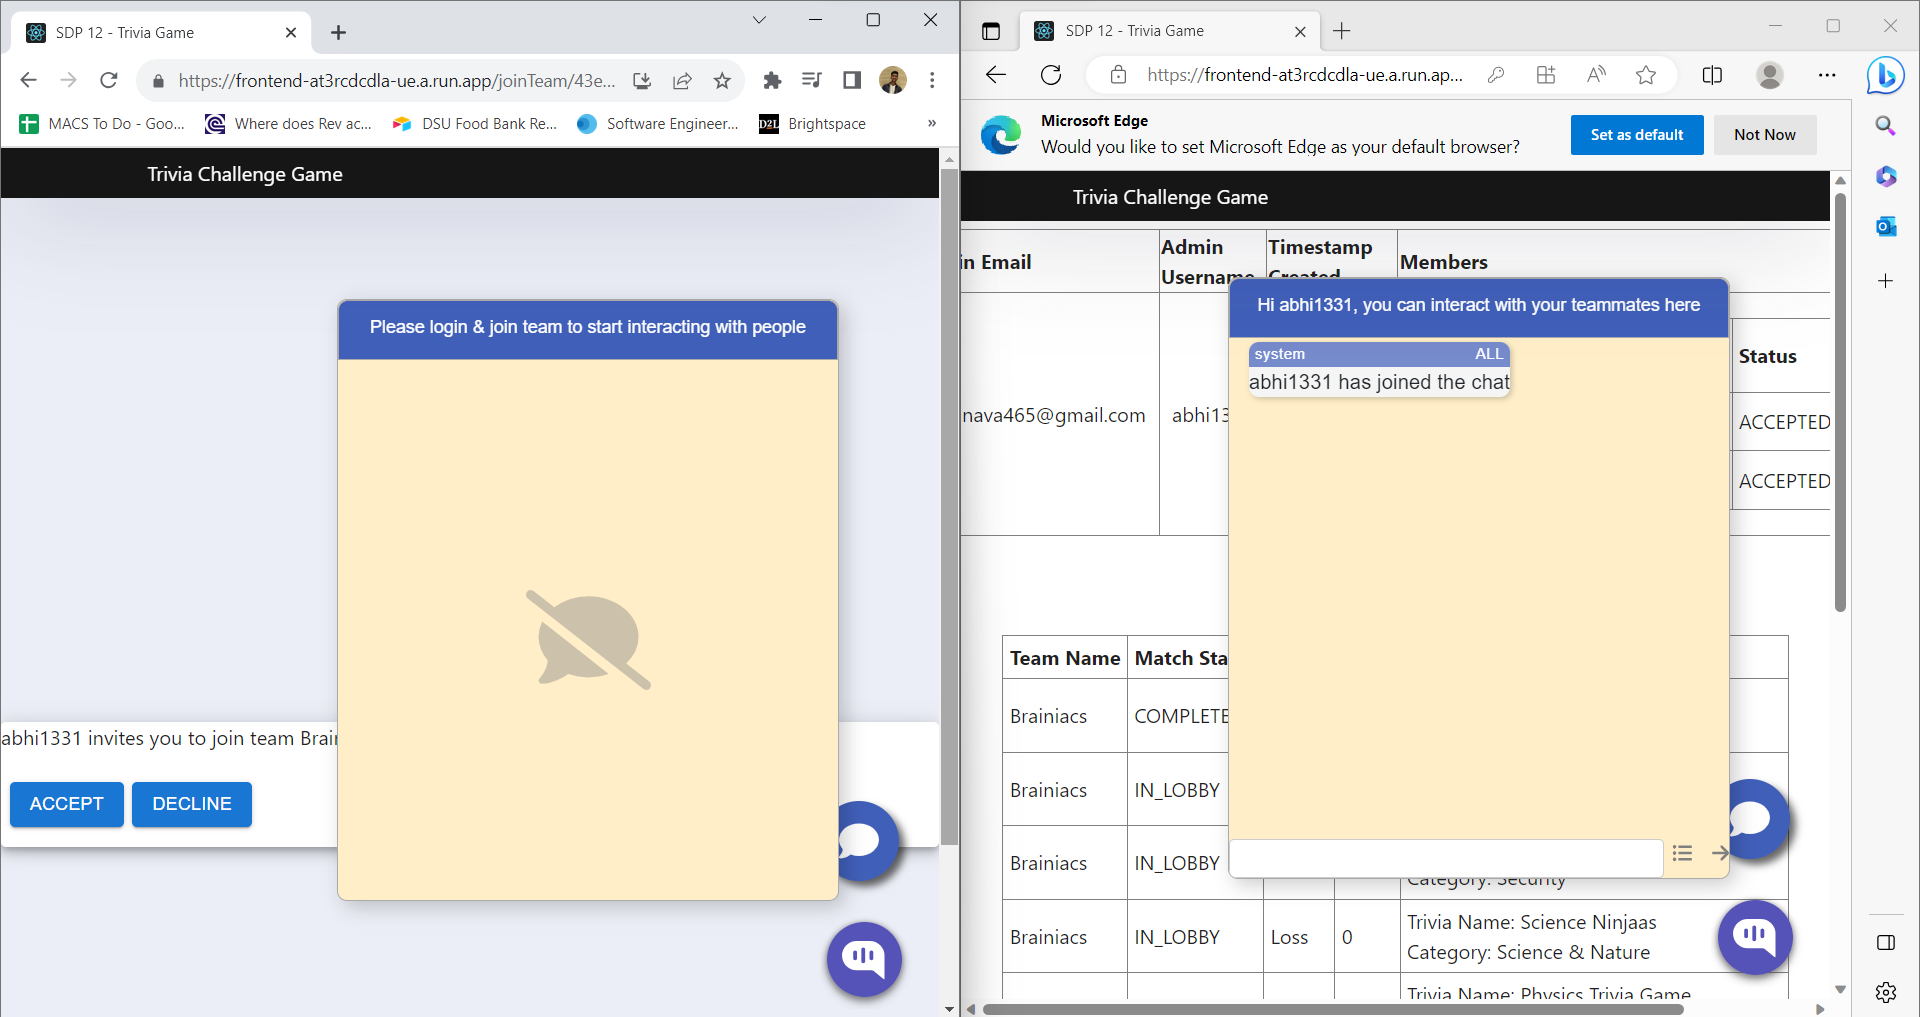 SDP 12 - Trivia Game
https://frontend-at3rcdcdla-ue.a.run.app/joinTeam/43e...
MACS To Do - Goo...
Where does Rev ac...
DSU Food Bank Re...
Software Engineer...
D2L
Brightspace
»
Trivia Challenge Game
Please login & join team to start interacting with people
abhi1331 invites you to join team Brai
ACCEPT
DECLINE
SDP 12 - Trivia Game
https://frontend-at3rcdcdla-ue.a.run.ap...
Microsoft Edge
Would you like to set Microsoft Edge as your default browser?
Set as default
Not Now
Trivia Challenge Game
in Email
Admin
Username
Timestamp
Created
Members
Hi abhi1331, you can interact with your teammates here
system
ALL
abhi1331 has joined the chat
Status
nava465@gmail.com
abhi13
ACCEPTED
ACCEPTED
Team Name
Match Sta
Brainiacs
COMPLETE
Brainiacs
IN_LOBBY
Brainiacs
IN_LOBBY
Category: Security
Brainiacs
IN_LOBBY
Loss
0
Trivia Name: Science Ninjaas
Category: Science & Nature
Trivia Name: Physics Trivia Game